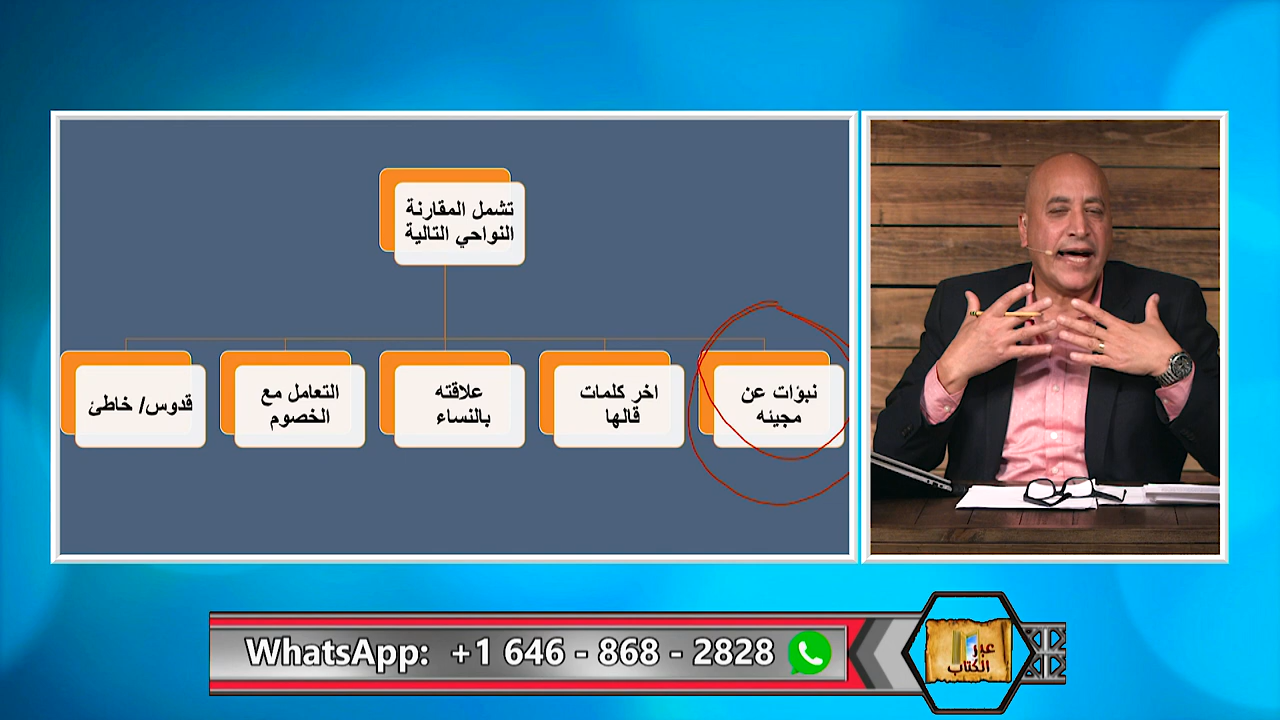 تشمل المقارنة
النواحي التالية
نبؤات عن
مجيئه
اخر كلمات
قالها
علاقته
بالنساء
التعامل مع
الخصوم
قدوس/ خاطئ
WhatsApp: +1 646 - 868 - 2828
عبر
الكتاب